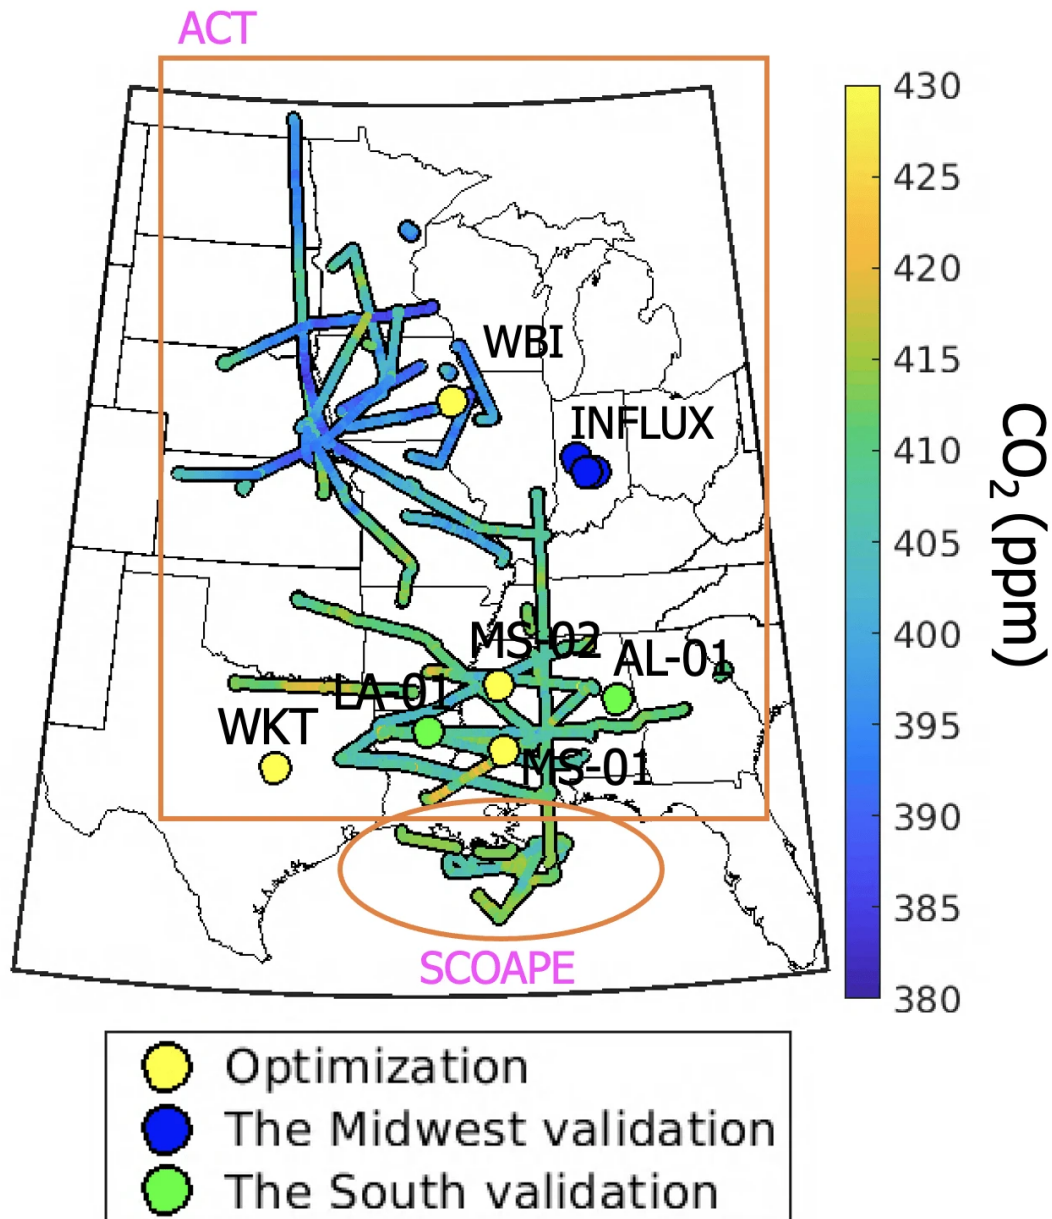 ACT
WBI
INFLUX
MS-02
AL-01
LA-01
WKT
MS-01
SCOAPE
430
425
420
415
410
405
400
395
390
385
380
CO₂ (ppm)
Optimization
The Midwest validation
The South validation